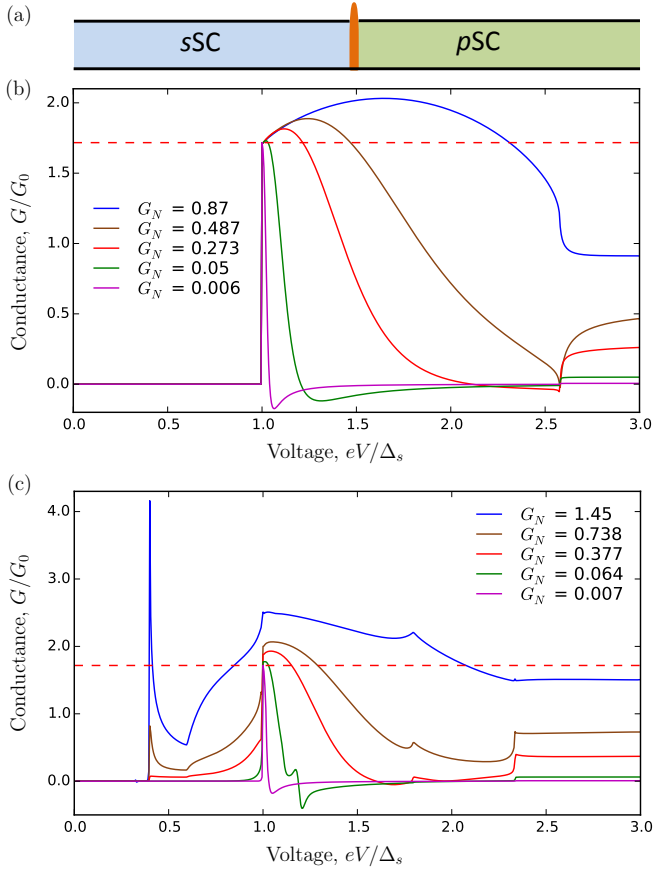 (a)
sSC pSC
(b)
Conductance, G/G₀
2.0
1.5
1.0
0.5
0.0
G_N = 0.87
G_N = 0.487
G_N = 0.273
G_N = 0.05
G_N = 0.006
0.0 0.5 1.0 1.5 2.0 2.5 3.0
Voltage, eV/Δₛ
(c)
Conductance, G/G₀
4.0
3.0
2.0
1.0
0.0
G_N = 1.45
G_N = 0.738
G_N = 0.377
G_N = 0.064
G_N = 0.007
0.0 0.5 1.0 1.5 2.0 2.5 3.0
Voltage, eV/Δₛ